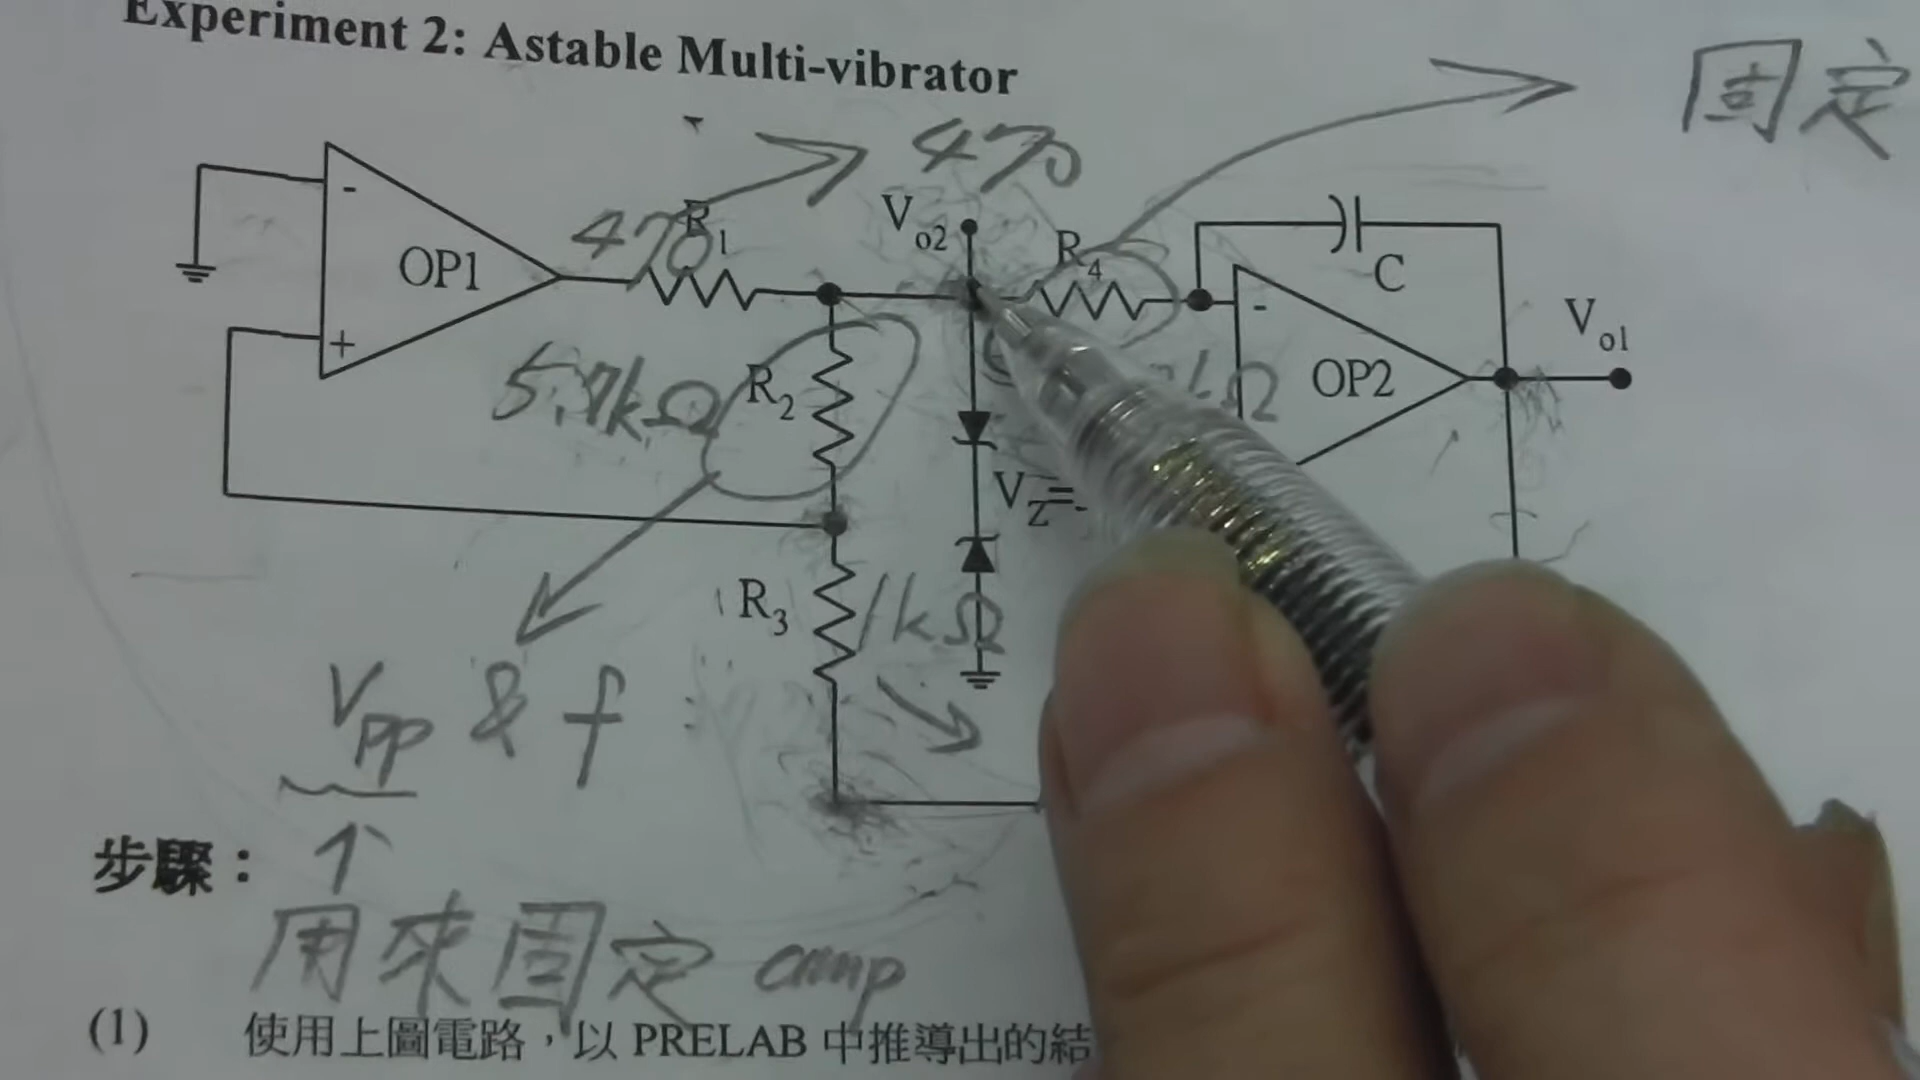 Experiment 2: Astable Multi-vibrator
固定
470
470
R1
Vo2
R4
C
-
OP1
+
-
OP2
Vo1
5.1kΩ
R2
kΩ
VZ=
R3
1kΩ
Vpp & f
步驟：
用來固定 amp
(1) 使用上圖電路，以 PRELAB 中推導出的結